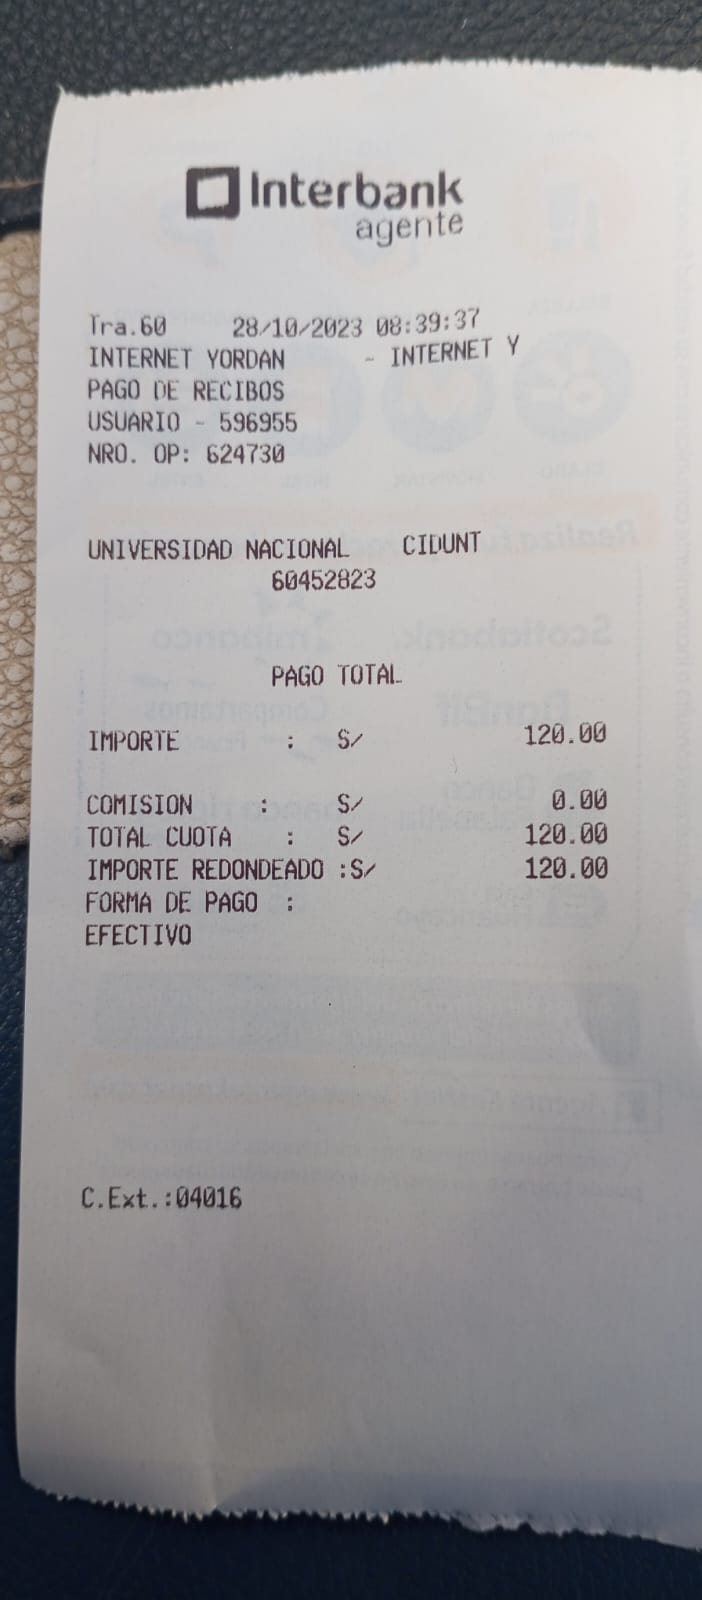 Interbank
agente
Tra.60 28/10/2023 08:39:37
INTERNET YORDAN - INTERNET Y
PAGO DE RECIBOS
USUARIO - 596955
NRO. OP: 624730
UNIVERSIDAD NACIONAL CIDUNT
60452823
PAGO TOTAL
IMPORTE : S/ 120.00
COMISION : S/ 0.00
TOTAL CUOTA : S/ 120.00
IMPORTE REDONDEADO :S/ 120.00
FORMA DE PAGO :
EFECTIVO
C.Ext.:04016